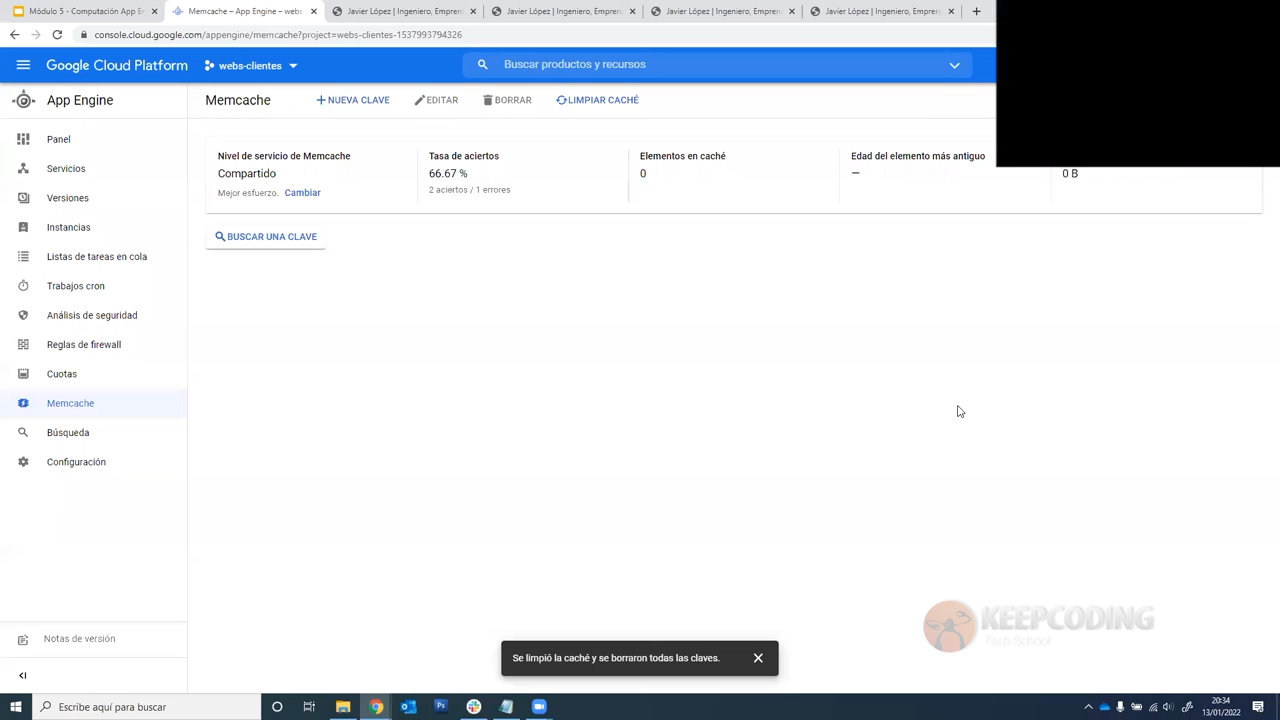 Módulo 5 - Computación App En
Memcache – App Engine – webs-
Javier López | Ingeniero, Empren
Javier López | Ingeniero, Empren
Javier López | Ingeniero, Empren
Javier López | Ingeniero, Empren
console.cloud.google.com/appengine/memcache?project=webs-clientes-1537993794326
Google Cloud Platform
webs-clientes
Buscar productos y recursos
App Engine
Memcache
NUEVA CLAVE
EDITAR
BORRAR
LIMPIAR CACHÉ
Panel
Servicios
Versiones
Instancias
Listas de tareas en cola
Trabajos cron
Análisis de seguridad
Reglas de firewall
Cuotas
Memcache
Búsqueda
Configuración
Notas de versión
Nivel de servicio de Memcache
Compartido
Mejor esfuerzo. Cambiar
Tasa de aciertos
66.67 %
2 aciertos / 1 errores
Elementos en caché
0
Edad del elemento más antiguo
—
0 B
BUSCAR UNA CLAVE
KEEPCODING
Tech School
Se limpió la caché y se borraron todas las claves.
Escribe aquí para buscar
20:34
13/01/2022